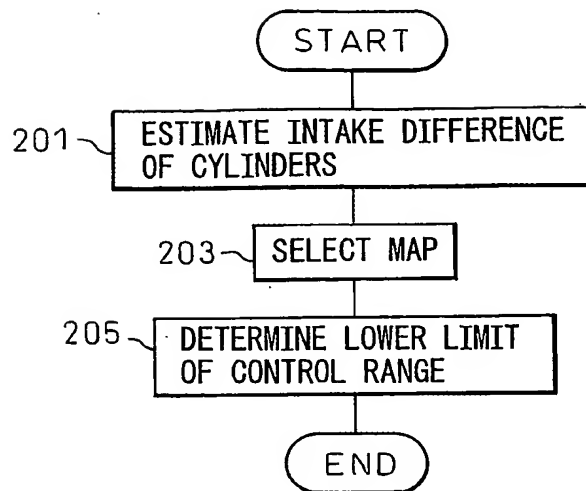 START
201
ESTIMATE INTAKE DIFFERENCE
OF CYLINDERS
203
SELECT MAP
205
DETERMINE LOWER LIMIT
OF CONTROL RANGE
END